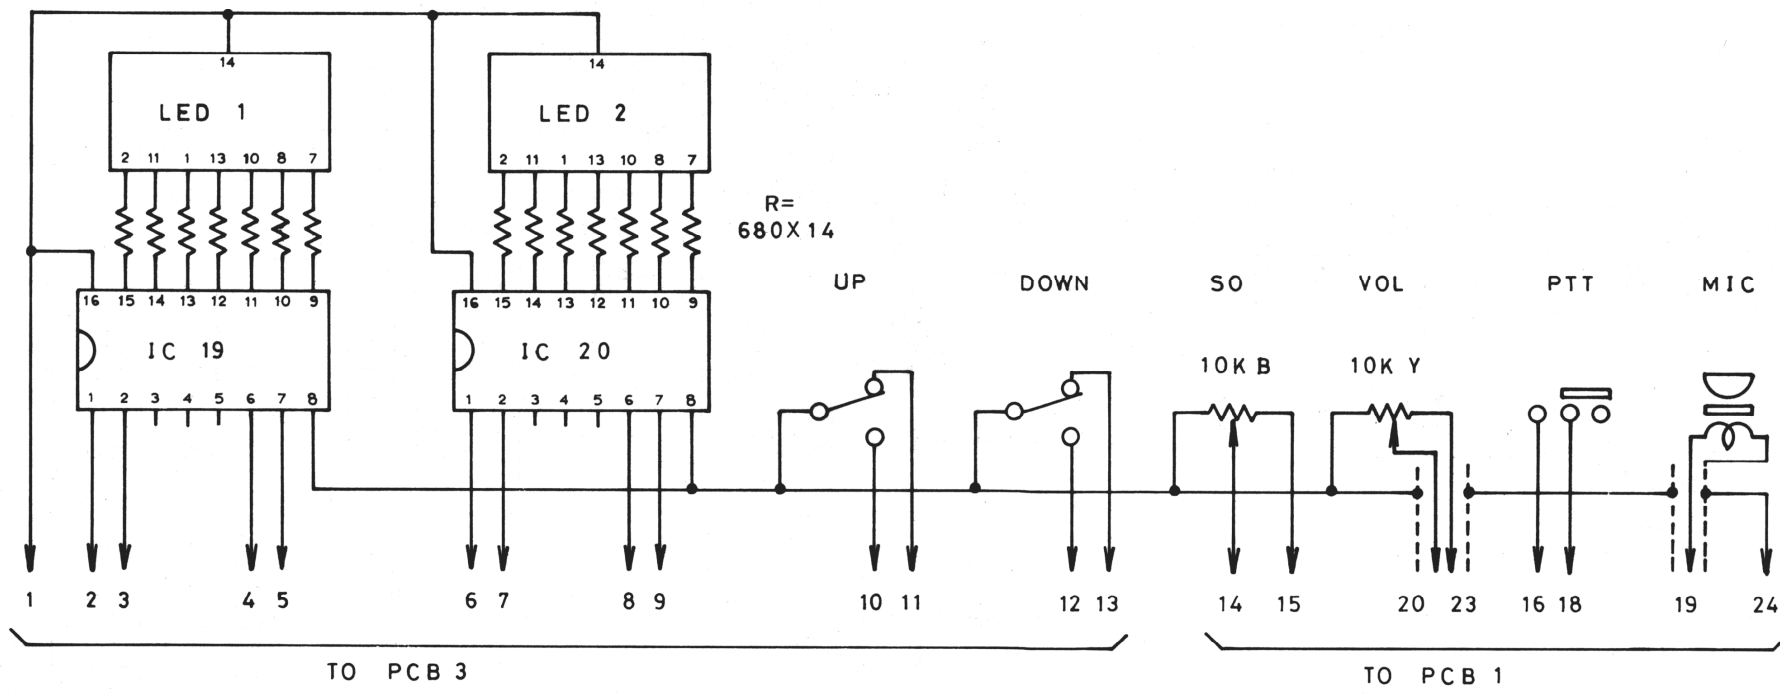 14 14
LED 1 LED 2
2 11 1 13 10 8 7 2 11 1 13 10 8 7
R=
680X14
UP DOWN SO VOL PTT MIC
16 15 14 13 12 11 10 9 16 15 14 13 12 11 10 9
IC 19 IC 20
10K B 10K Y
1 2 3 4 5 6 7 8 1 2 3 4 5 6 7 8
1 2 3 4 5 6 7 8 9 10 11 12 13 14 15 20 23 16 18 19 24
TO PCB 3 TO PCB 1